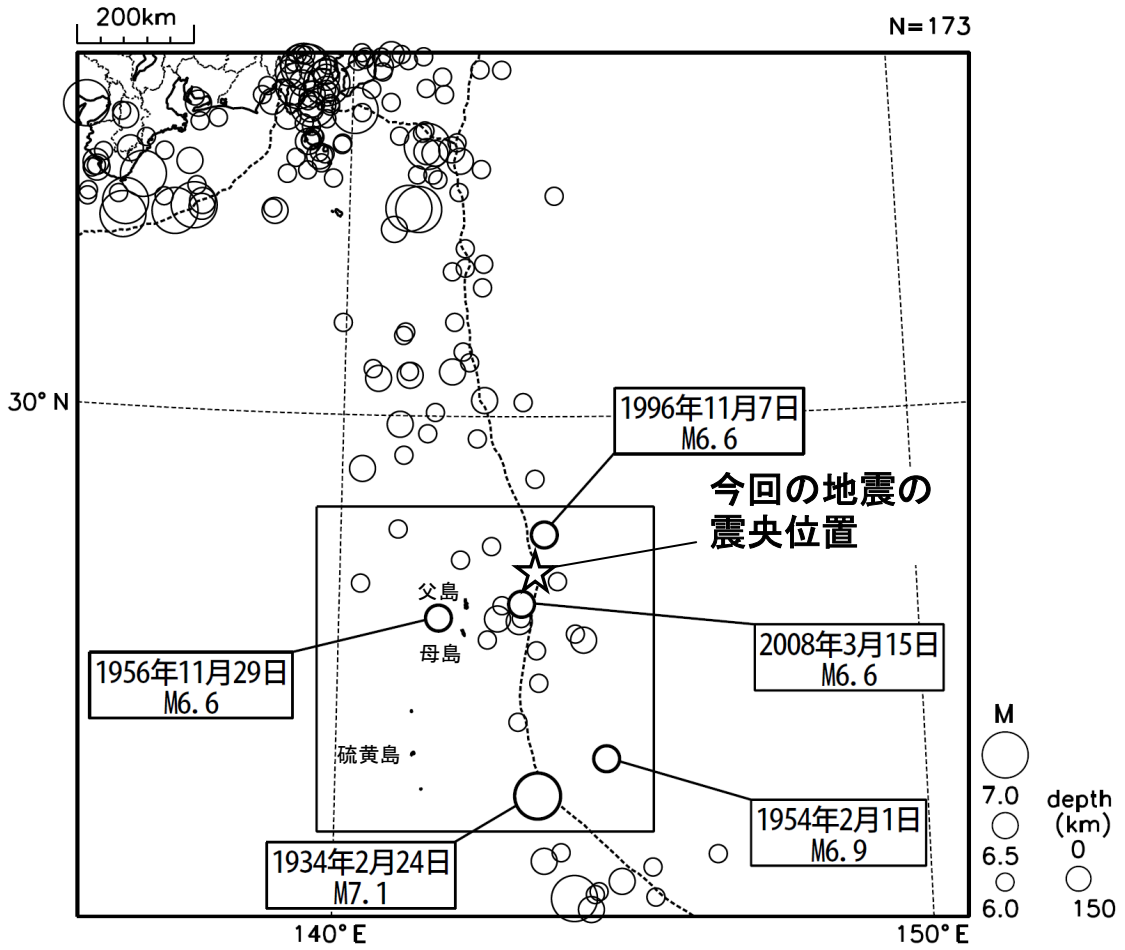 200km
N=173
30°N
1996年11月7日
M6.6
今回の地震の
震央位置
父島
母島
1956年11月29日
M6.6
2008年3月15日
M6.6
硫黄島
1954年2月1日
M6.9
1934年2月24日
M7.1
M
7.0
6.5
6.0
depth
(km)
0
150
140°E
150°E